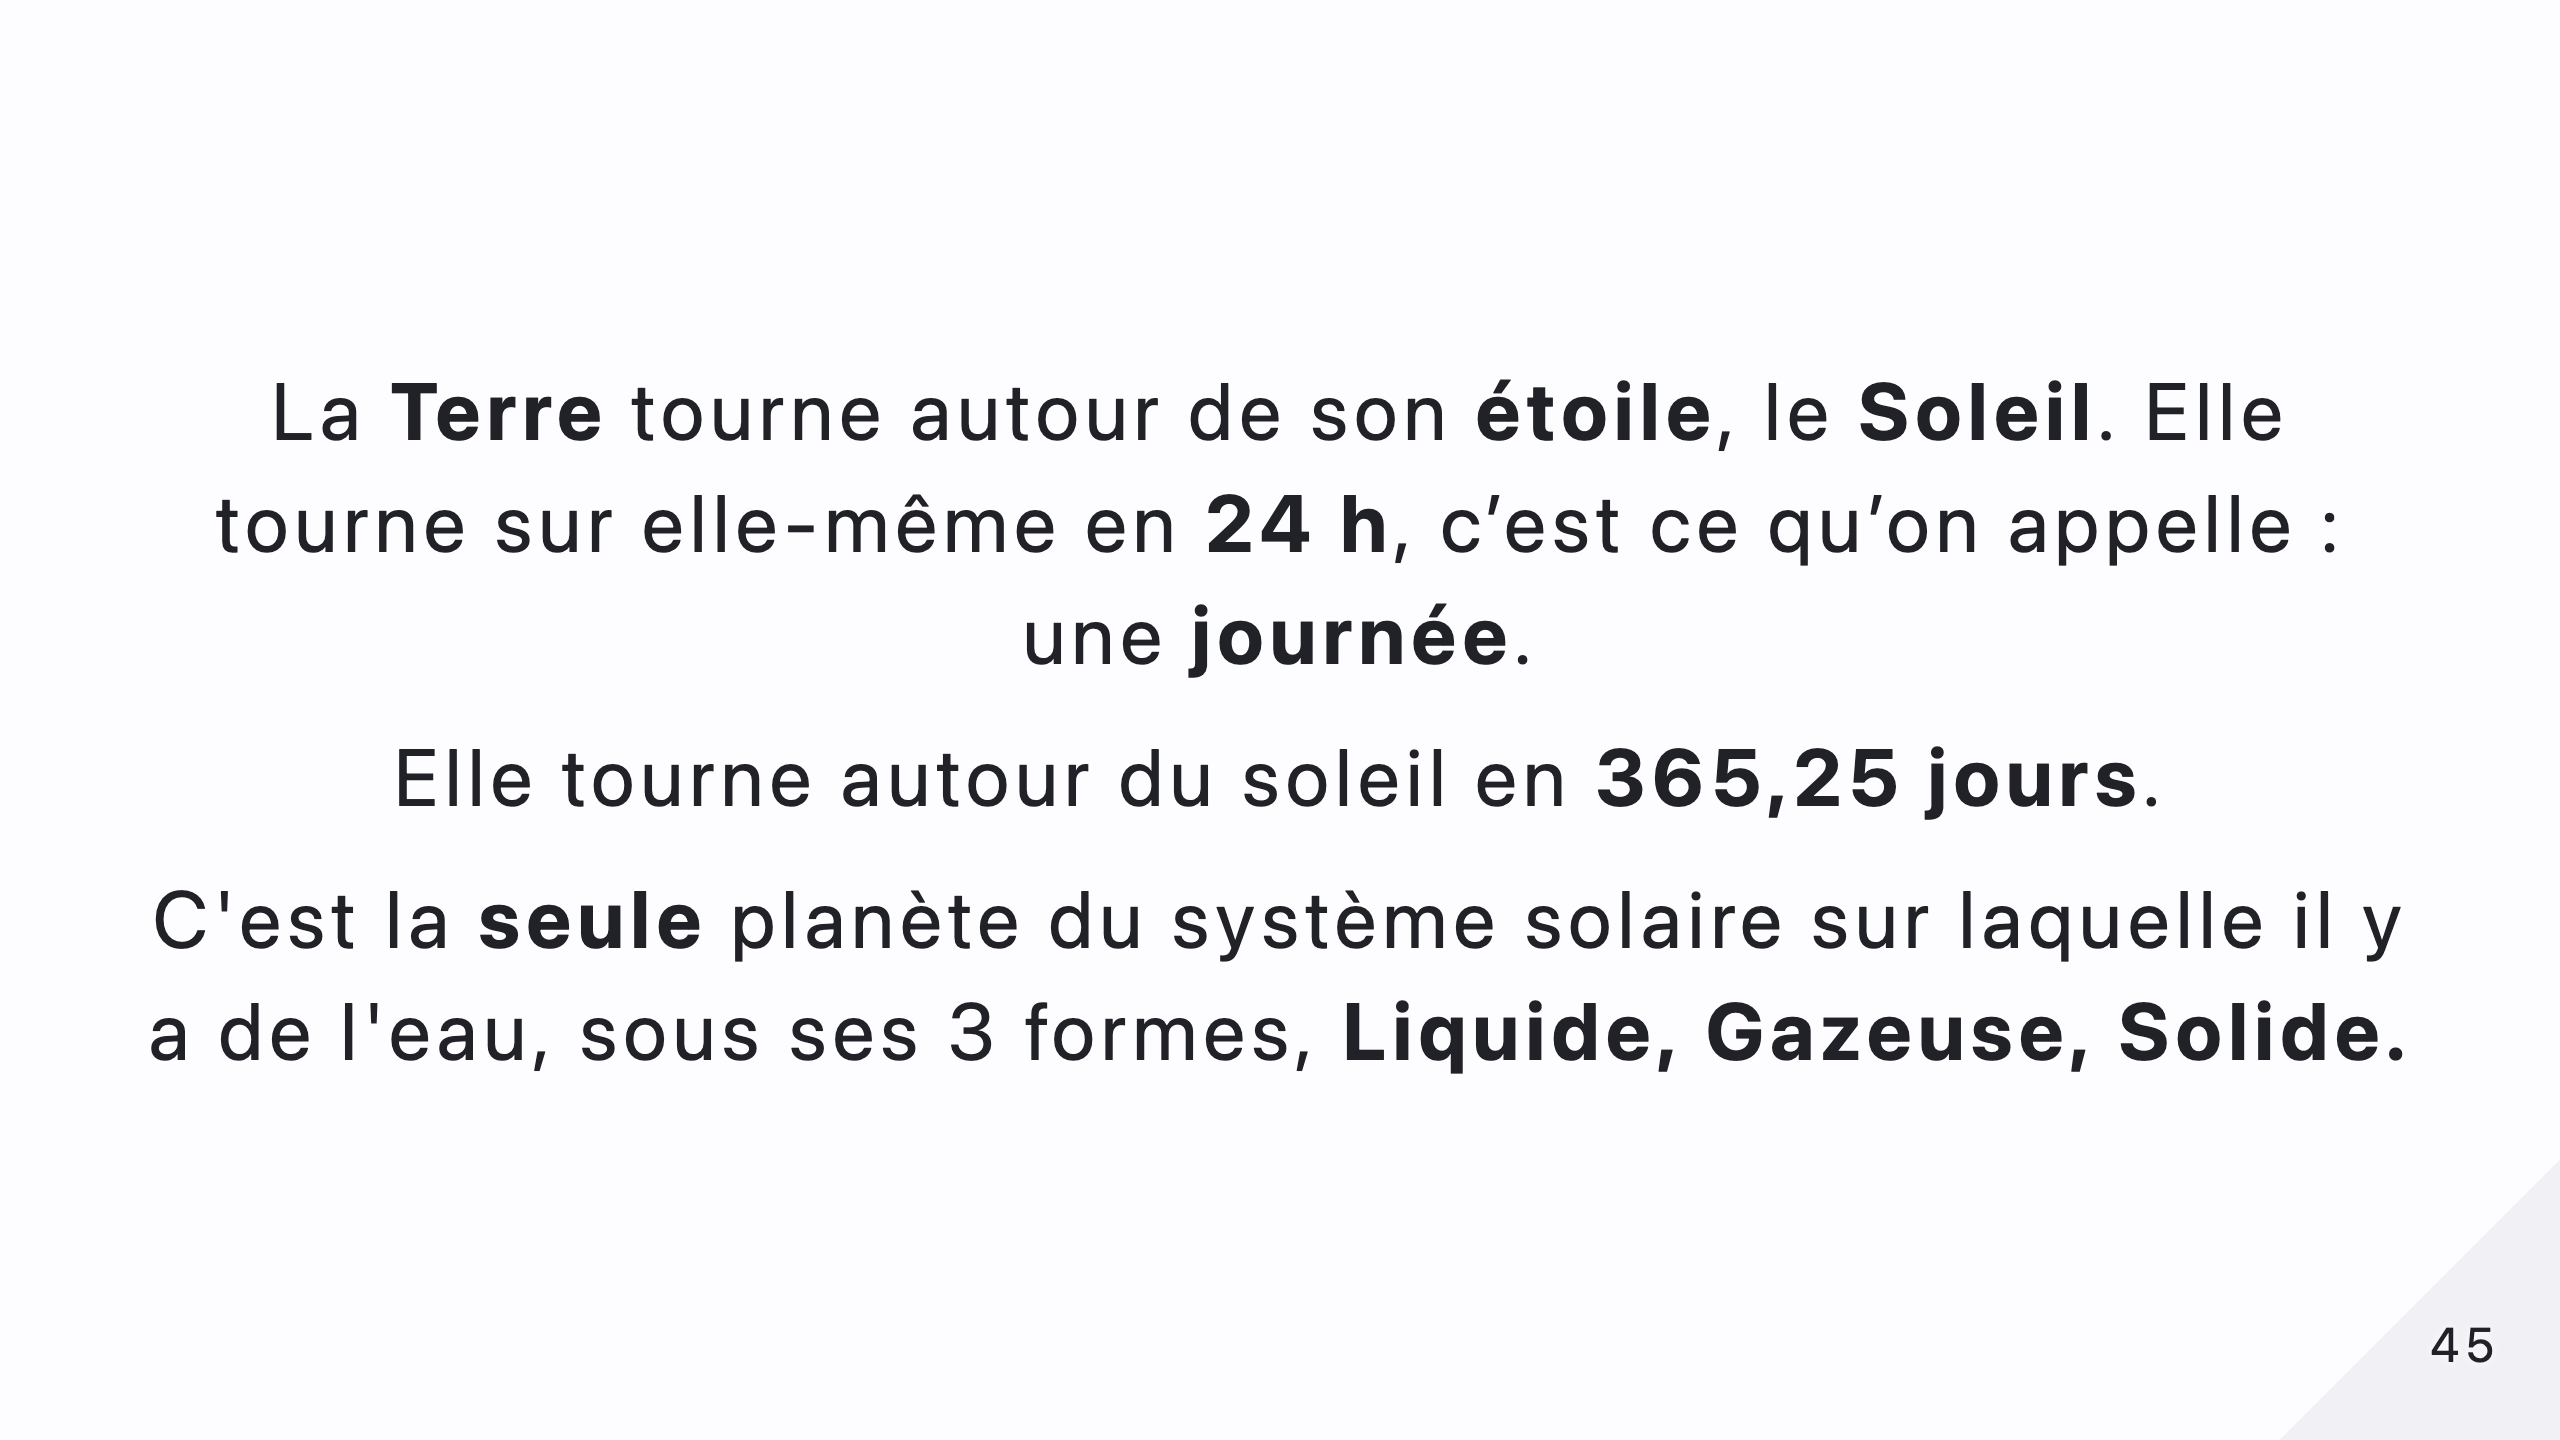 La Terre tourne autour de son étoile, le Soleil. Elle
tourne sur elle-même en 24 h, c’est ce qu’on appelle :
une journée.
Elle tourne autour du soleil en 365,25 jours.
C'est la seule planète du système solaire sur laquelle il y
a de l'eau, sous ses 3 formes, Liquide, Gazeuse, Solide.
45